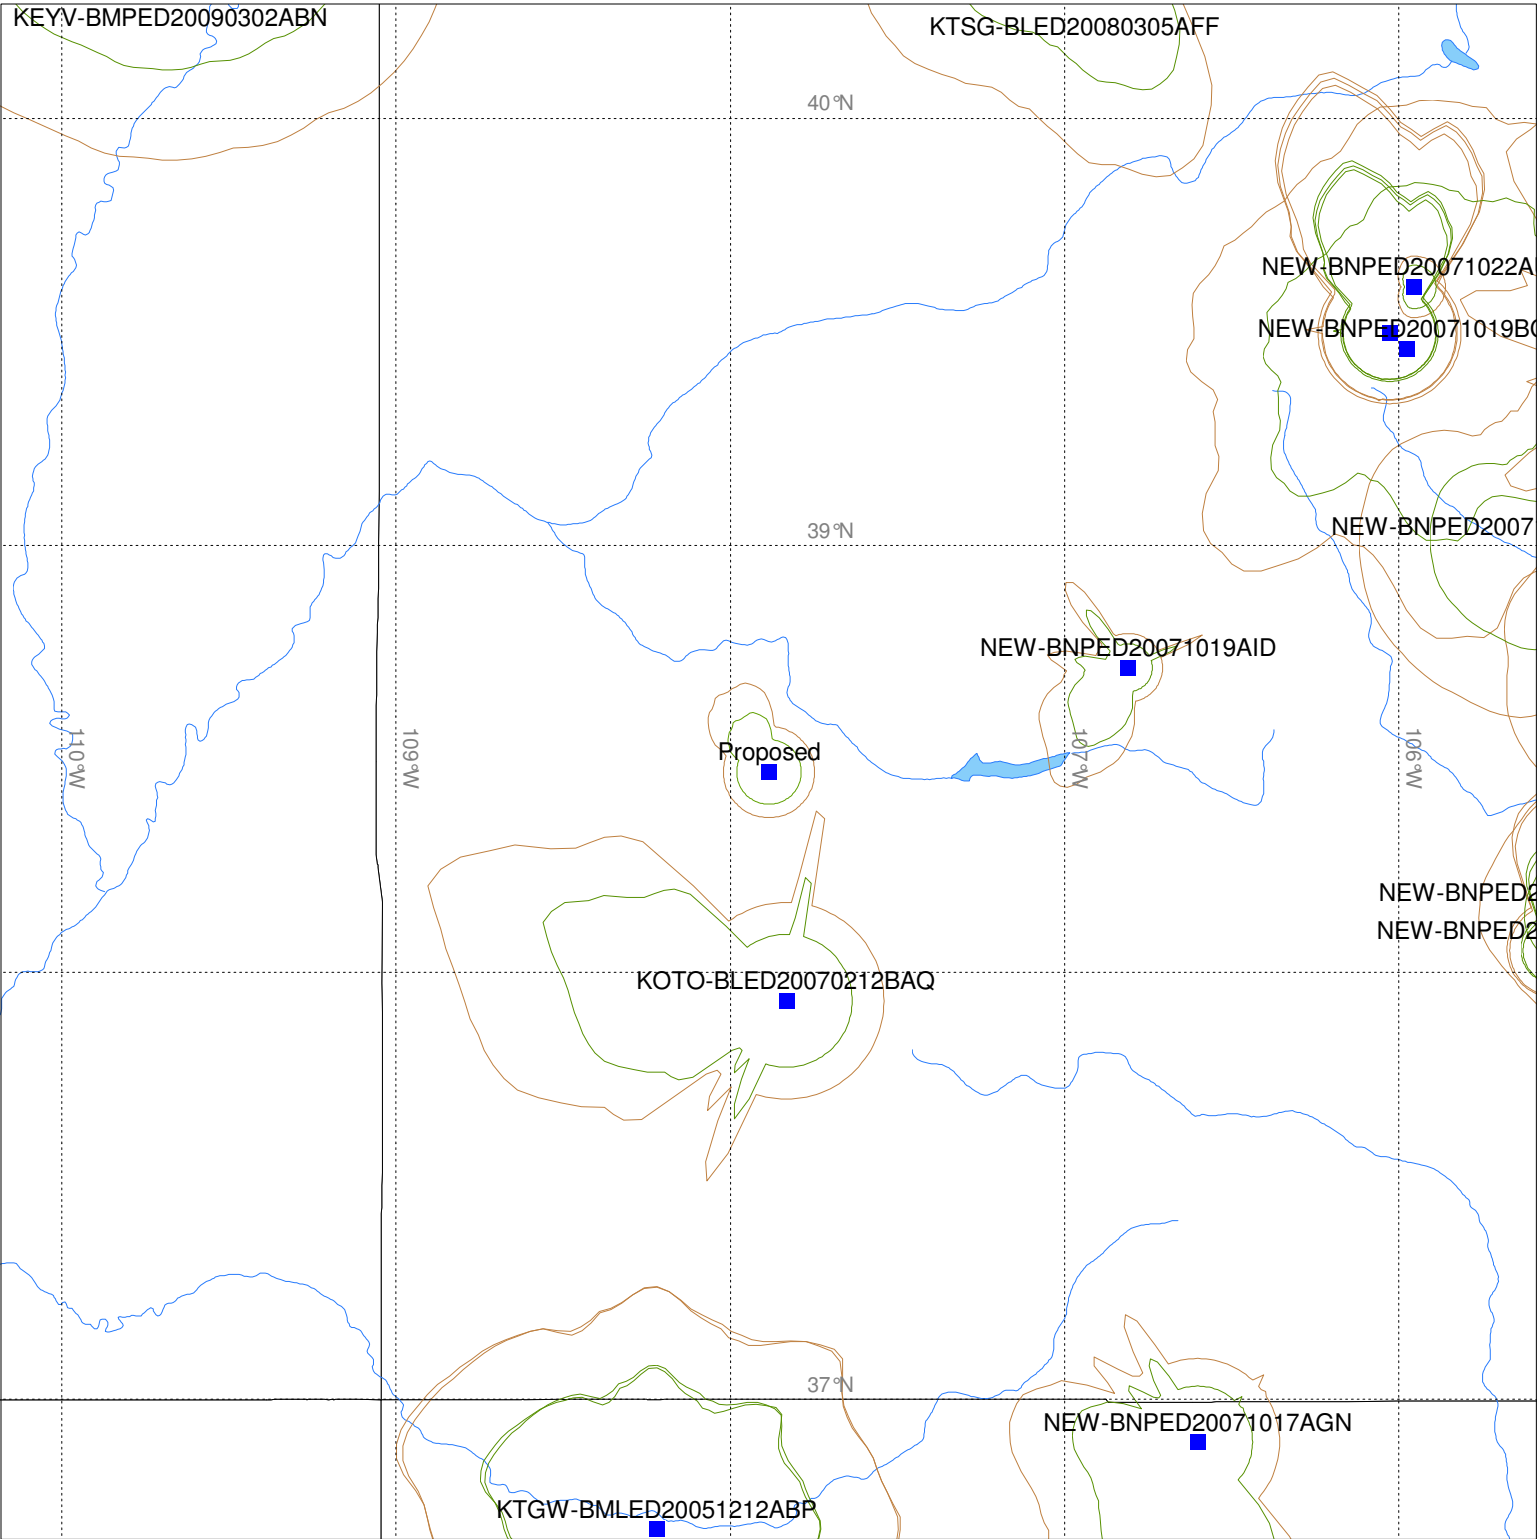 KEYV-BMPED20090302ABN
KTSG-BLED20080305AFF
40°N
NEW-BNPED20071022A
NEW-BNPED20071019B
NEW-BNPED2007
39°N
NEW-BNPED20071019AID
110°W
109°W
Proposed
107°W
106°W
NEW-BNPED2
NEW-BNPED2
KOTO-BLED20070212BAQ
37°N
NEW-BNPED20071017AGN
KTGW-BMLED20051212ABP